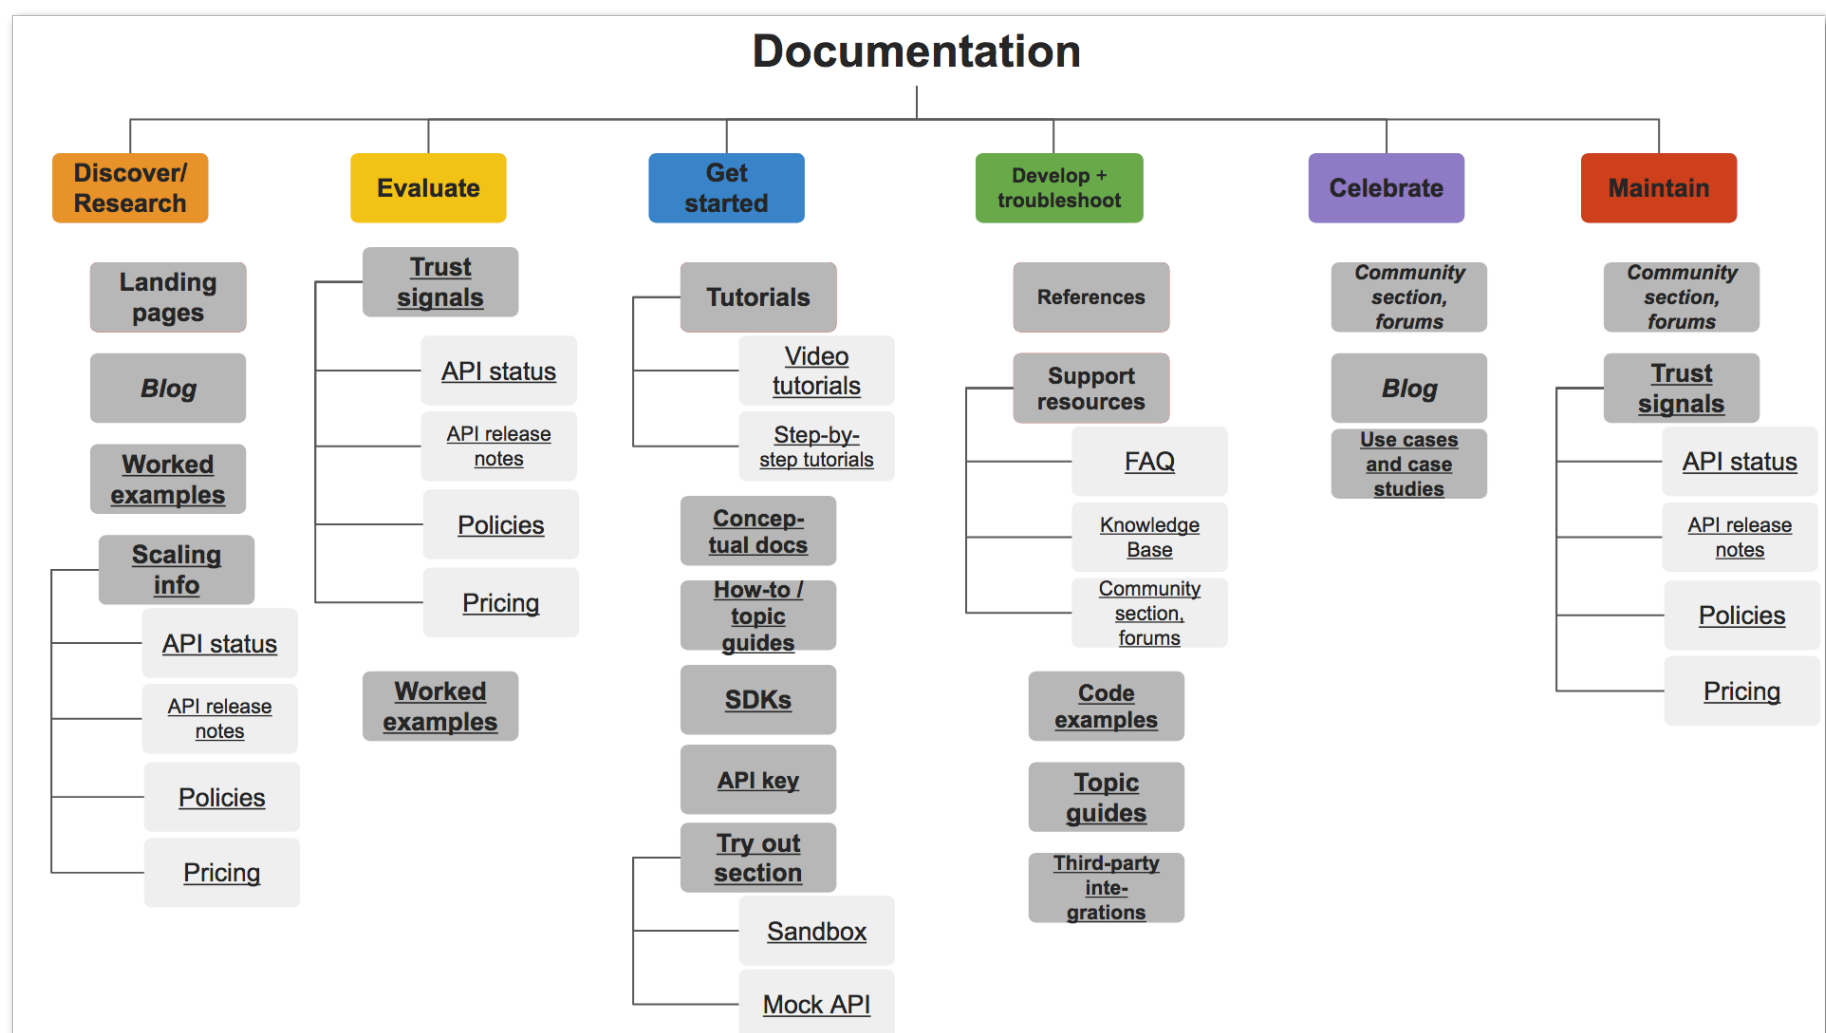 Documentation
Discover/
Research
Evaluate
Get
started
Develop +
troubleshoot
Celebrate
Maintain
Landing
pages
Blog
Worked
examples
Scaling
info
API status
API release
notes
Policies
Pricing
Trust
signals
API status
API release
notes
Policies
Pricing
Worked
examples
Tutorials
Video
tutorials
Step-by-
step tutorials
Concep-
tual docs
How-to /
topic
guides
SDKs
API key
Try out
section
Sandbox
Mock API
References
Support
resources
FAQ
Knowledge
Base
Community
section,
forums
Code
examples
Topic
guides
Third-party
inte-
grations
Community
section,
forums
Blog
Use cases
and case
studies
Community
section,
forums
Trust
signals
API status
API release
notes
Policies
Pricing